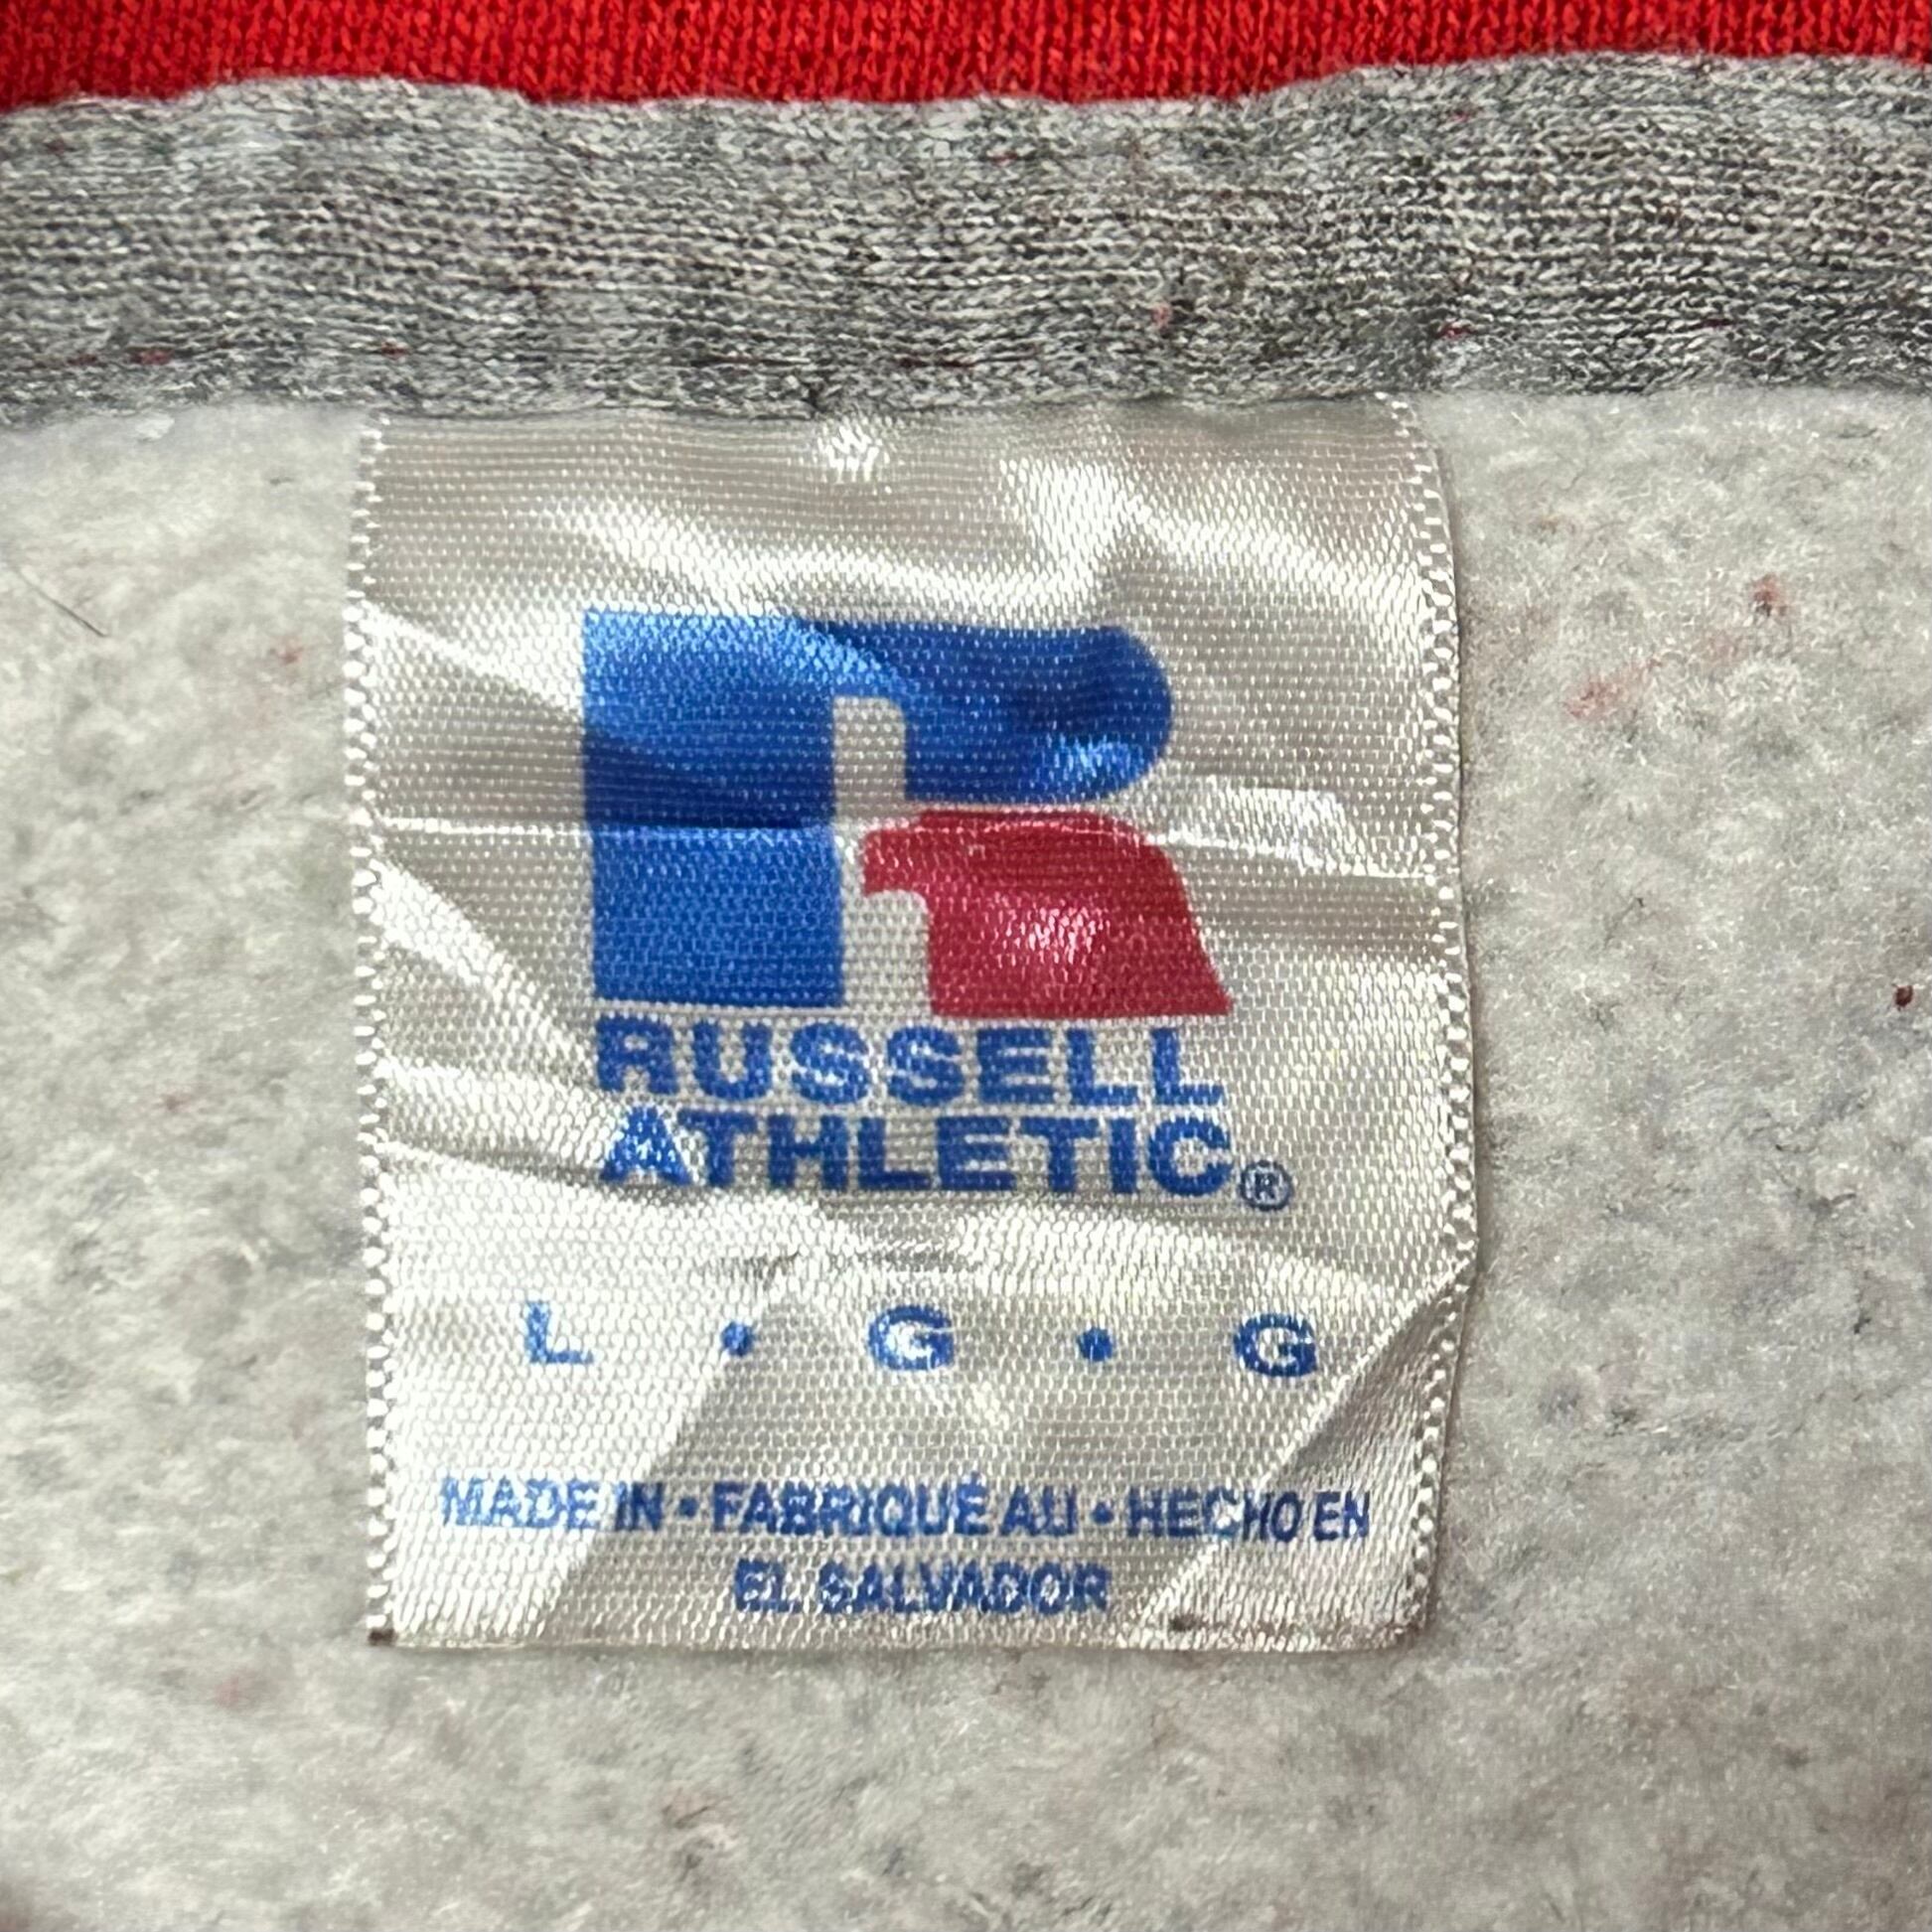 RUSSELL
ATHLETIC®
L • G • G
MADE IN • FABRIQUÉ AU • HECHO EN
EL SALVADOR